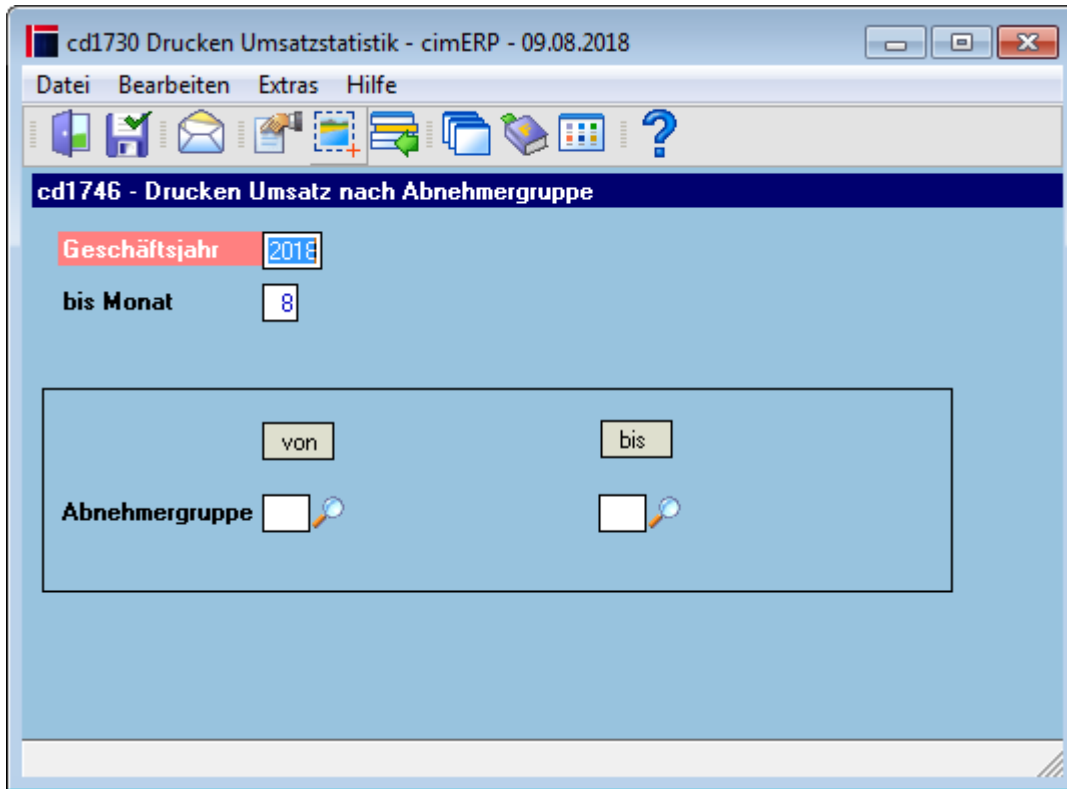 cd1730 Drucken Umsatzstatistik - cimERP - 09.08.2018
Datei Bearbeiten Extras Hilfe
cd1746 - Drucken Umsatz nach Abnehmergruppe
Geschäftsjahr 2018
bis Monat 8
von bis
Abnehmergruppe